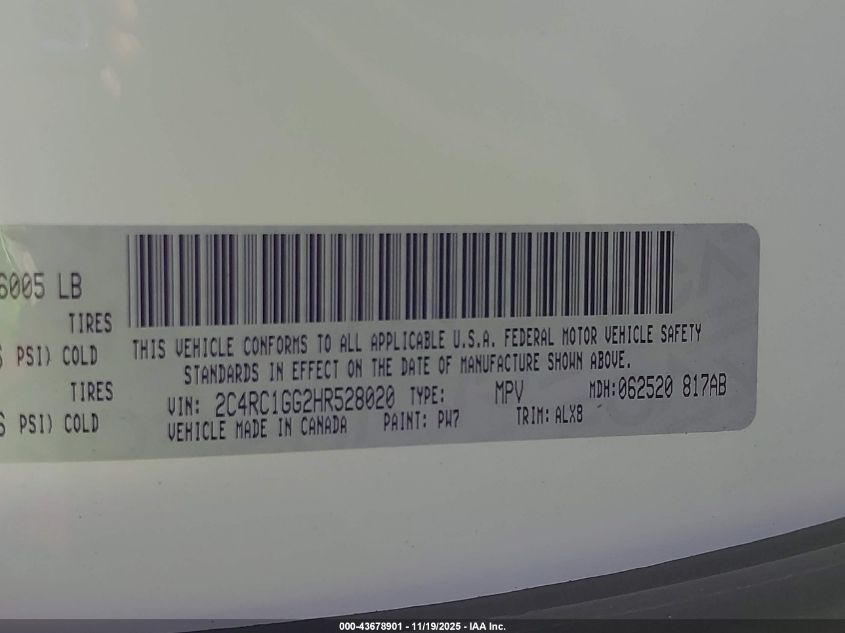 6005 LB
TIRES
PSI) COLD
TIRES
PSI) COLD
THIS VEHICLE CONFORMS TO ALL APPLICABLE U.S.A. FEDERAL MOTOR VEHICLE SAFETY
STANDARDS IN EFFECT ON THE DATE OF MANUFACTURE SHOWN ABOVE.
VIN: 2C4RC1GG2HR528020 TYPE: MPV MDH: 062520 817AB
VEHICLE MADE IN CANADA PAINT: PW7 TRIM: ALX8
000-43678901 - 11/19/2025 - IAA Inc.